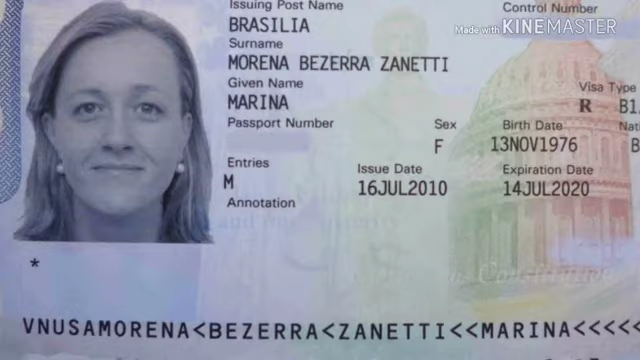 Issuing Post Name
Control Number
BRASILIA
Made with KINEMASTER
Surname
MORENA BEZERRA ZANETTI
Given Name
Visa Type
MARINA
R B1
Passport Number
Sex
Birth Date
F
13NOV1976
Entries
Issue Date
Expiration Date
M
16JUL2010
14JUL2020
Annotation
*
VNUSAMORENA<BEZERRA<ZANETTI<<MARINA<<<<<